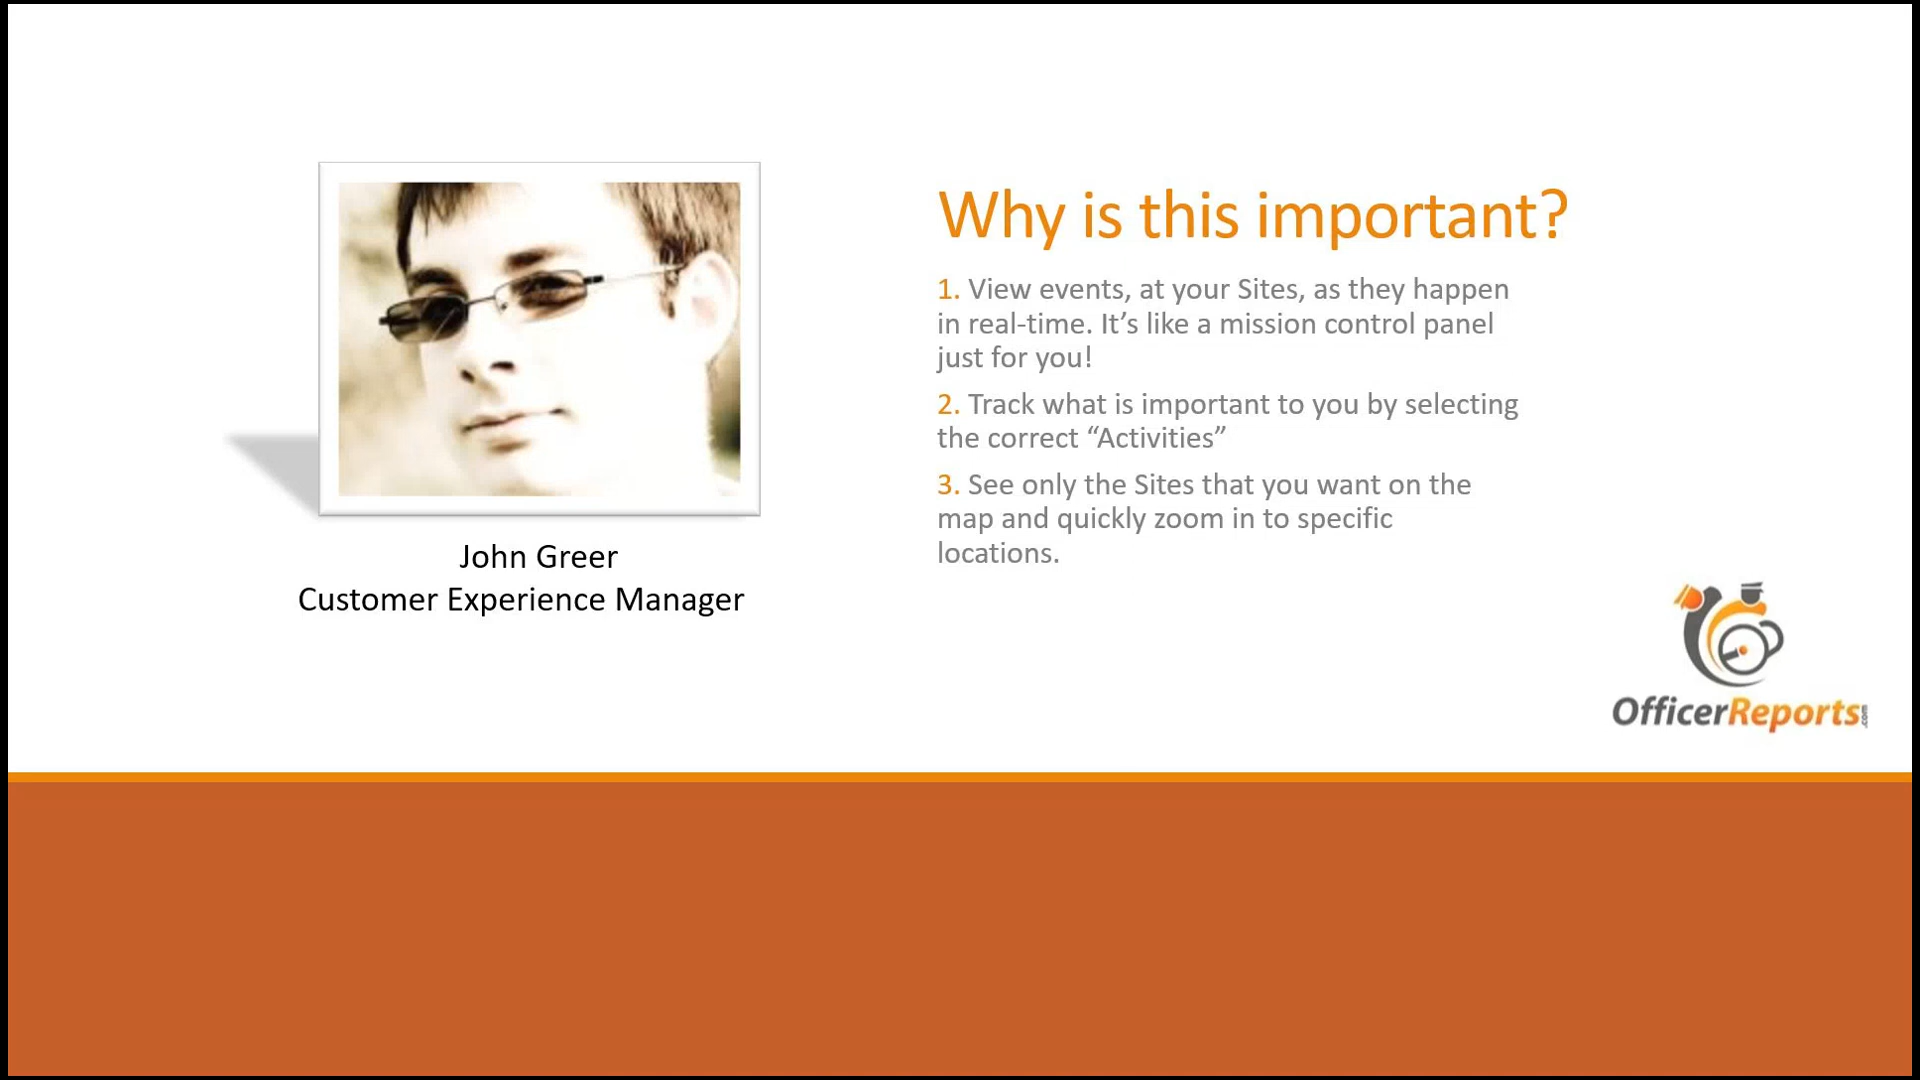 Why is this important?
1. View events, at your Sites, as they happen
in real-time. It’s like a mission control panel
just for you!
2. Track what is important to you by selecting
the correct “Activities”
3. See only the Sites that you want on the
map and quickly zoom in to specific
locations.
John Greer
Customer Experience Manager
OfficerReports.com